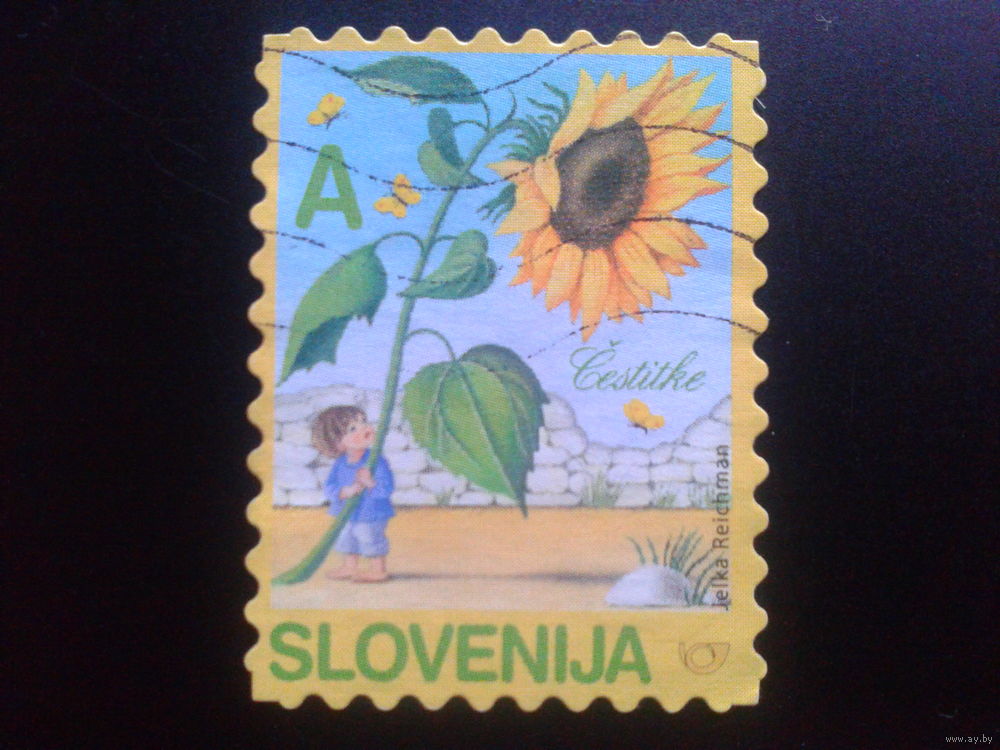 A
Čestitke
Jelka Reichman
SLOVENIJA
www.ay.by